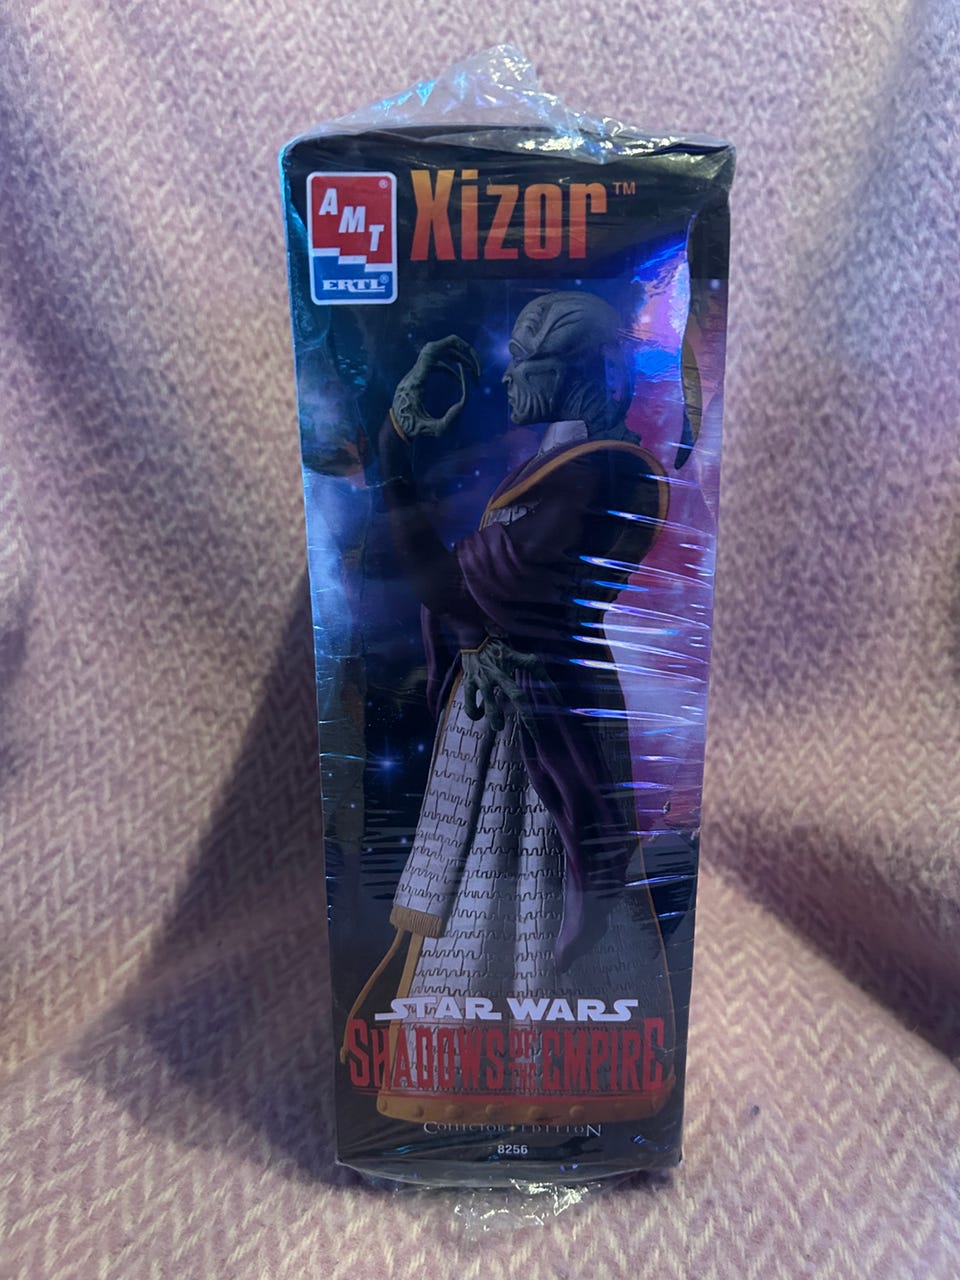 AMT®
ERTL®
Xizor™
STAR WARS
SHADOWS OF THE EMPIRE
COLLECTOR EDITION
8256